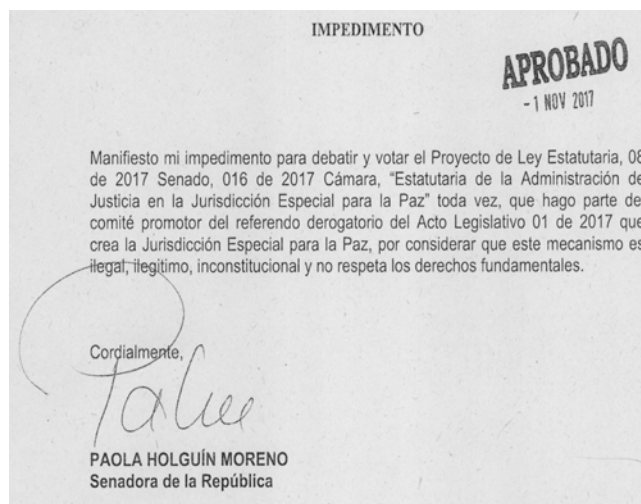 IMPEDIMENTO
APROBADO
- 1 NOV 2017
Manifiesto mi impedimento para debatir y votar el Proyecto de Ley Estatutaria, 08
de 2017 Senado, 016 de 2017 Cámara, “Estatutaria de la Administración de
Justicia en la Jurisdicción Especial para la Paz” toda vez, que hago parte de
comité promotor del referendo derogatorio del Acto Legislativo 01 de 2017 que
crea la Jurisdicción Especial para la Paz, por considerar que este mecanismo es
ilegal, ilegitimo, inconstitucional y no respeta los derechos fundamentales.
Cordialmente,
PAOLA HOLGUÍN MORENO
Senadora de la República